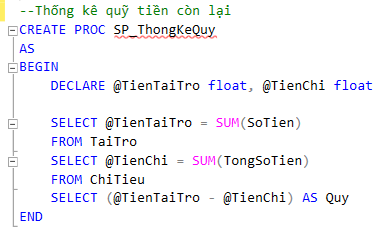 --Thống kê quỹ tiền còn lại
CREATE PROC SP_ThongKeQuy
AS
BEGIN
DECLARE @TienTaiTro float, @TienChi float
SELECT @TienTaiTro = SUM(SoTien)
FROM TaiTro
SELECT @TienChi = SUM(TongSoTien)
FROM ChiTieu
SELECT (@TienTaiTro - @TienChi) AS Quy
END